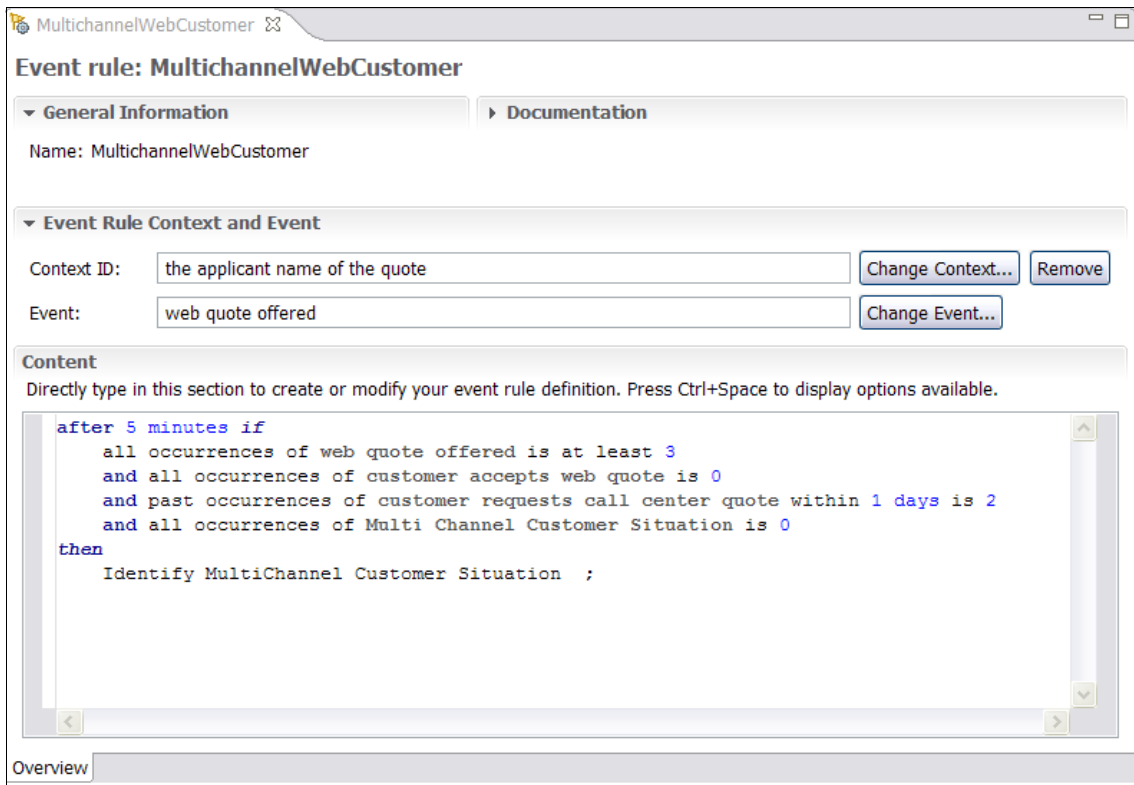 MultichannelWebCustomer
Event rule: MultichannelWebCustomer
General Information
Documentation
Name: MultichannelWebCustomer
Event Rule Context and Event
Context ID: the applicant name of the quote Change Context... Remove
Event: web quote offered Change Event...
Content
Directly type in this section to create or modify your event rule definition. Press Ctrl+Space to display options available.
after 5 minutes if
all occurrences of web quote offered is at least 3
and all occurrences of customer accepts web quote is 0
and past occurrences of customer requests call center quote within 1 days is 2
and all occurrences of Multi Channel Customer Situation is 0
then
Identify MultiChannel Customer Situation ;
Overview